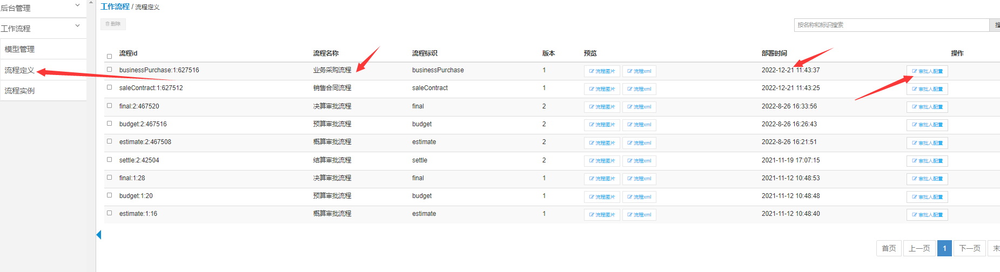 后台管理
工作流程
模型管理
流程定义
流程实例
工作流程 / 流程定义
删除
按名称和标识搜索
流程id 流程名称 流程标识 版本 预览 部署时间 操作
businessPurchase:1:627516 业务采购流程 businessPurchase 1 流程图片 流程xml 2022-12-21 11:43:37 审批人配置
saleContract:1:627512 销售合同流程 saleContract 1 流程图片 流程xml 2022-12-21 11:43:25 审批人配置
final:2:467520 决算审批流程 final 2 流程图片 流程xml 2022-8-26 16:33:56 审批人配置
budget:2:467516 预算审批流程 budget 2 流程图片 流程xml 2022-8-26 16:26:43 审批人配置
estimate:2:467508 概算审批流程 estimate 2 流程图片 流程xml 2022-8-26 16:21:51 审批人配置
settle:2:42504 结算审批流程 settle 2 流程图片 流程xml 2021-11-19 17:07:15 审批人配置
final:1:28 决算审批流程 final 1 流程图片 流程xml 2021-11-12 10:48:53 审批人配置
budget:1:20 预算审批流程 budget 1 流程图片 流程xml 2021-11-12 10:48:48 审批人配置
estimate:1:16 概算审批流程 estimate 1 流程图片 流程xml 2021-11-12 10:48:40 审批人配置
首页 上一页 1 下一页 末